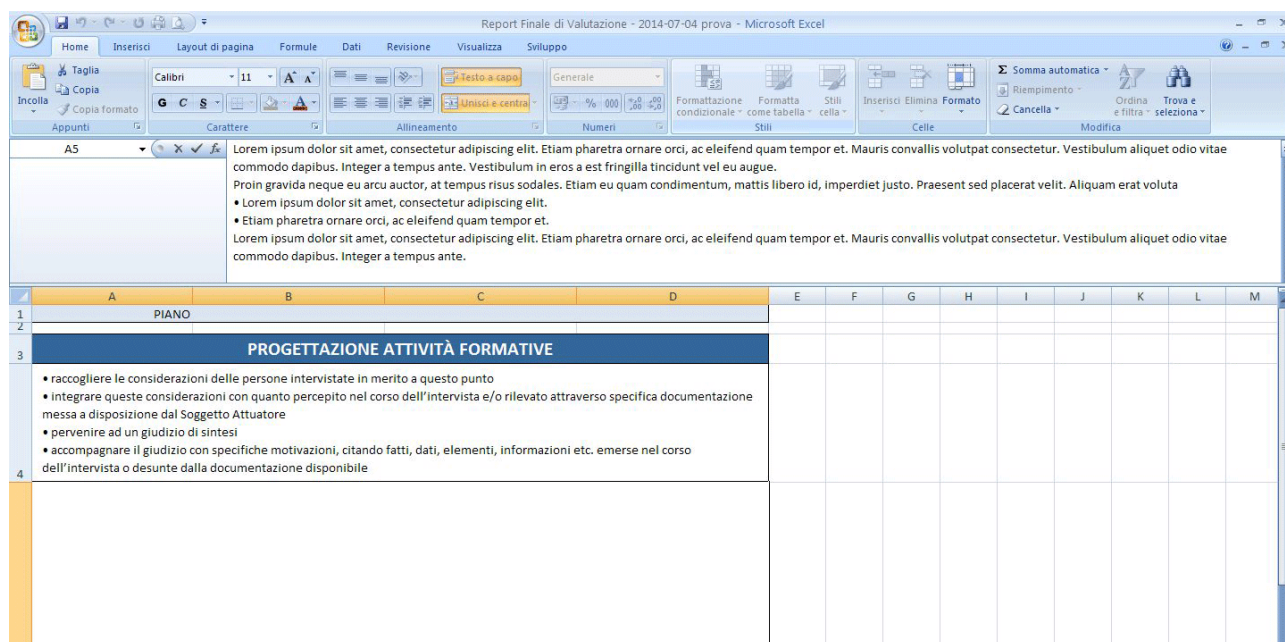 Report Finale di Valutazione - 2014-07-04 prova - Microsoft Excel
Home Inserisci Layout di pagina Formule Dati Revisione Visualizza Sviluppo
Incolla
Taglia
Copia
Copia formato
Appunti
Calibri 11 A A
G C S A
Carattere
Testo a capo
Unisci e centra
Allineamento
Generale
% 000 ,00 ,00
Numeri
Formattazione condizionale
Formatta come tabella
Stili cella
Stili
Inserisci Elimina Formato
Celle
Σ Somma automatica
Riempimento
Cancella
Ordina e filtra
Trova e seleziona
Modifica
A5 fx
Lorem ipsum dolor sit amet, consectetur adipiscing elit. Etiam pharetra ornare orci, ac eleifend quam tempor et. Mauris convallis volutpat consectetur. Vestibulum aliquet odio vitae
commodo dapibus. Integer a tempus ante. Vestibulum in eros a est fringilla tincidunt vel eu augue.
Proin gravida neque eu arcu auctor, at tempus risus sodales. Etiam eu quam condimentum, mattis libero id, imperdiet justo. Praesent sed placerat velit. Aliquam erat voluta
• Lorem ipsum dolor sit amet, consectetur adipiscing elit.
• Etiam pharetra ornare orci, ac eleifend quam tempor et.
Lorem ipsum dolor sit amet, consectetur adipiscing elit. Etiam pharetra ornare orci, ac eleifend quam tempor et. Mauris convallis volutpat consectetur. Vestibulum aliquet odio vitae
commodo dapibus. Integer a tempus ante.
A B C D E F G H I J K L M
1 PIANO
2
3 PROGETTAZIONE ATTIVITÀ FORMATIVE
• raccogliere le considerazioni delle persone intervistate in merito a questo punto
• integrare queste considerazioni con quanto percepito nel corso dell'intervista e/o rilevato attraverso specifica documentazione
messa a disposizione dal Soggetto Attuatore
• pervenire ad un giudizio di sintesi
• accompagnare il giudizio con specifiche motivazioni, citando fatti, dati, elementi, informazioni etc. emerse nel corso
4 dell'intervista o desunte dalla documentazione disponibile